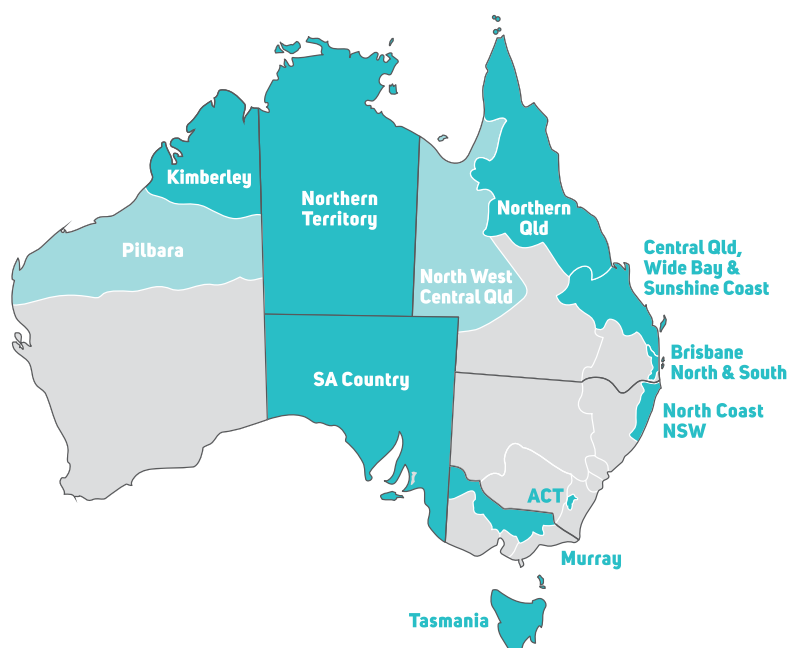 Kimberley
Northern
Territory
Northern
Qld
Pilbara
Central Qld,
Wide Bay &
Sunshine Coast
North West
Central Qld
Brisbane
North & South
SA Country
North Coast
NSW
ACT
Murray
Tasmania